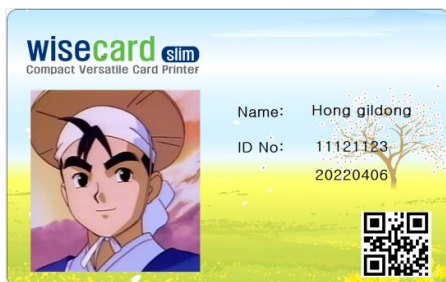 wisecard slim
Compact Versatile Card Printer
Name: Hong gildong
ID No: 11121123
20220406